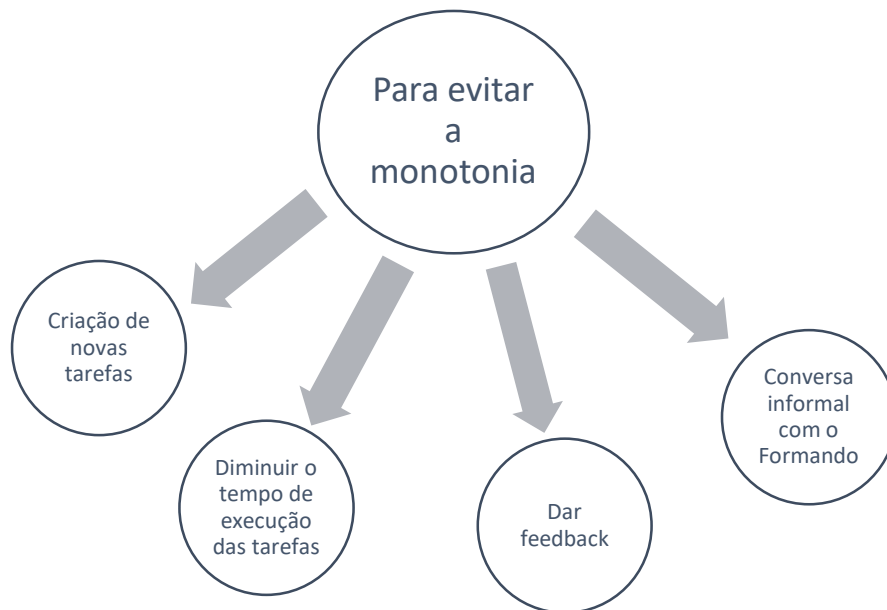 Para evitar
a
monotonia
Criação de
novas
tarefas
Diminuir o
tempo de
execução
das tarefas
Dar
feedback
Conversa
informal
com o
Formando